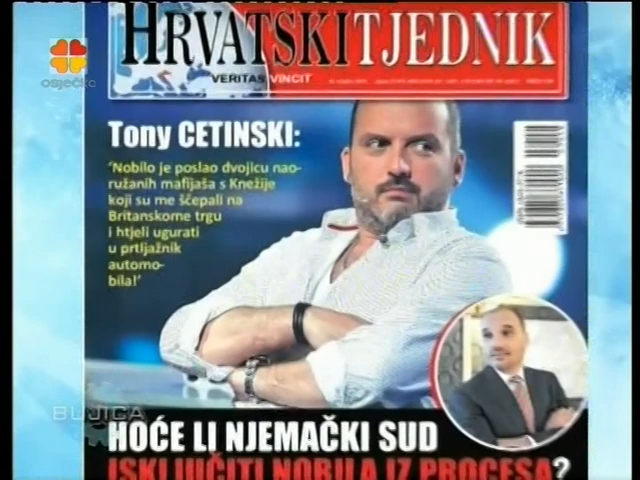 HRVATSKI TJEDNIK
VERITAS VINCIT
osječka
Tony CETINSKI:
‘Nobilo je poslao dvojicu nao-
ružanih mafijaša s Knežije
koji su me ščepali na
Britanskome trgu
i htjeli ugurati
u prtljažnik
automo-
bila!’
BUJICA
HOĆE LI NJEMAČKI SUD
ISKLJUČITI NOBILA IZ PROCESA?